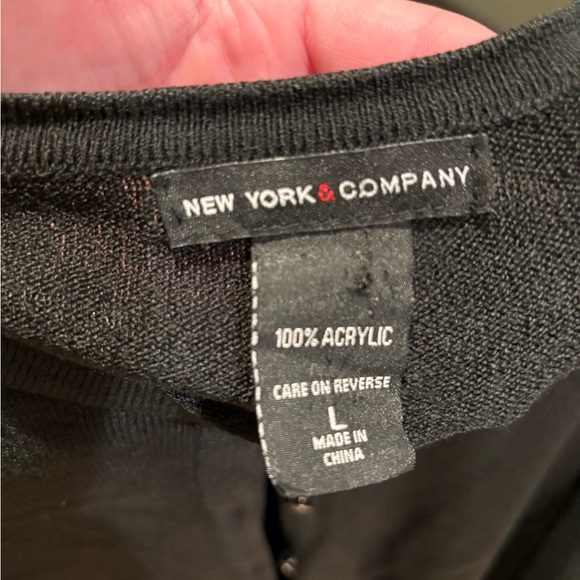 NEW YORK & COMPANY
100% ACRYLIC
CARE ON REVERSE
L
MADE IN
CHINA